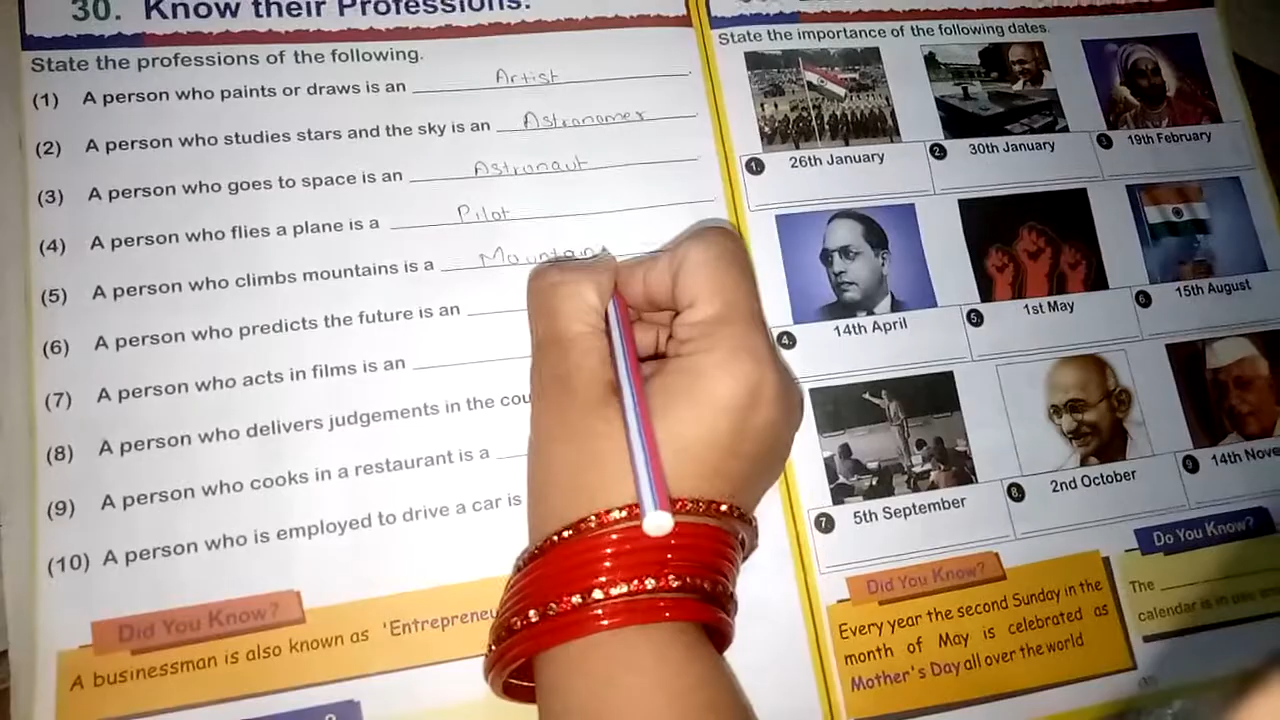 30. Know their Professions.
State the professions of the following.
(1) A person who paints or draws is an Artist.
(2) A person who studies stars and the sky is an Astronomer.
(3) A person who goes to space is an Astronaut.
(4) A person who flies a plane is a Pilot
(5) A person who climbs mountains is a Mountain
(6) A person who predicts the future is an
(7) A person who acts in films is an
(8) A person who delivers judgements in the cou
(9) A person who cooks in a restaurant is a
(10) A person who is employed to drive a car is
Did You Know?
A businessman is also known as 'Entrepreneu
State the importance of the following dates.
1. 26th January
2. 30th January
3. 19th February
4. 14th April
5. 1st May
6. 15th August
7. 5th September
8. 2nd October
9 14th Nove
Did You Know?
Every year the second Sunday in the
month of May is celebrated as
Mother's Day all over the world
Do You Know?
The
calendar is in